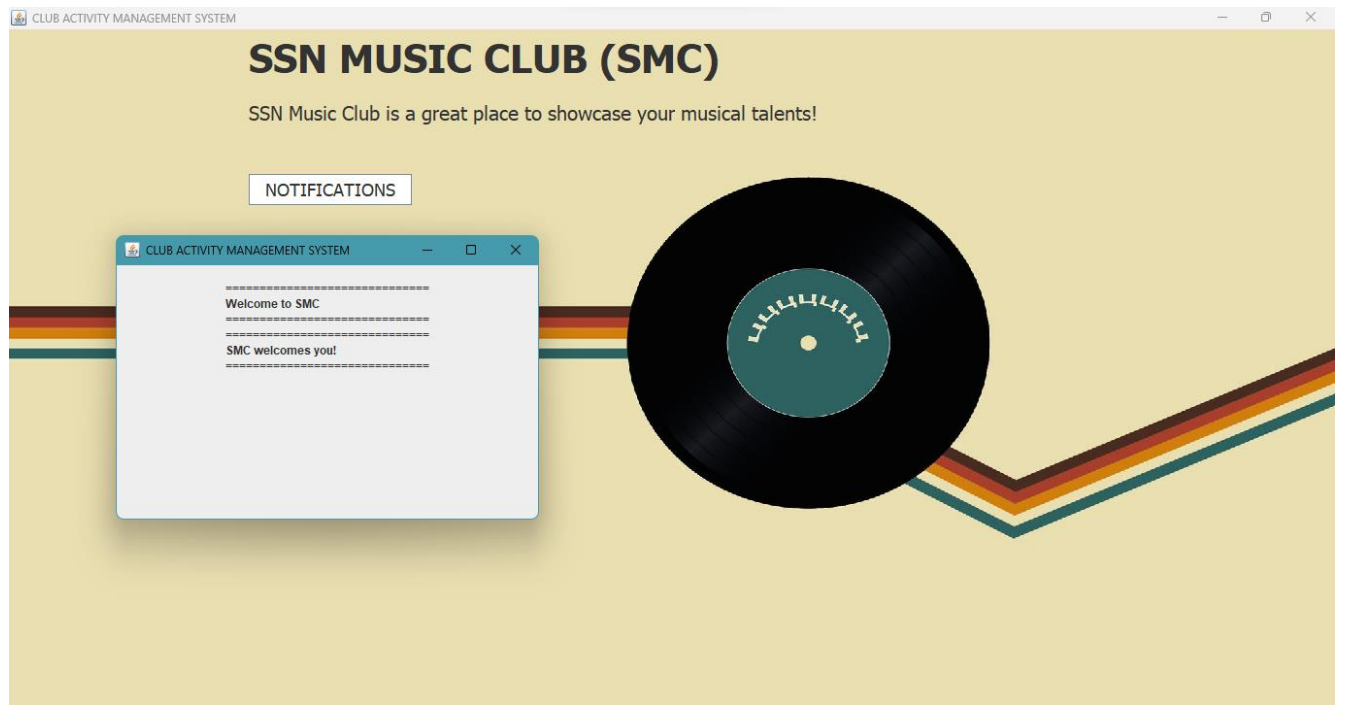 CLUB ACTIVITY MANAGEMENT SYSTEM
SSN MUSIC CLUB (SMC)
SSN Music Club is a great place to showcase your musical talents!
NOTIFICATIONS
CLUB ACTIVITY MANAGEMENT SYSTEM
==============================
Welcome to SMC
==============================
==============================
SMC welcomes you!
==============================